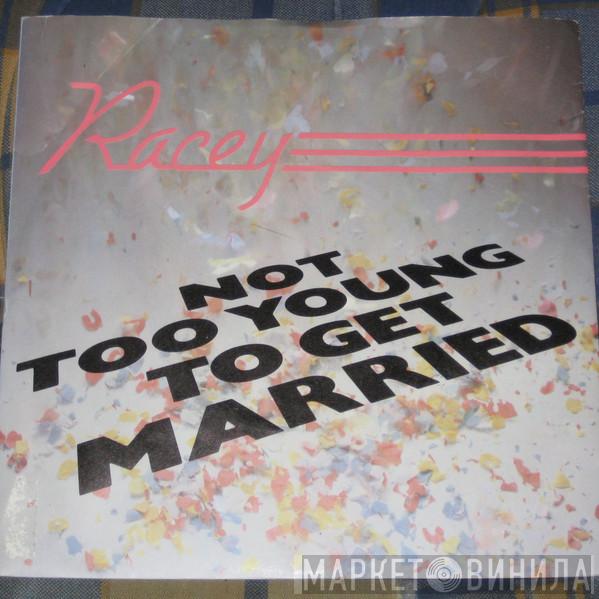 Racey
NOT
TOO YOUNG
TO GET
MARRIED
МАРКЕТ ВИНИЛА